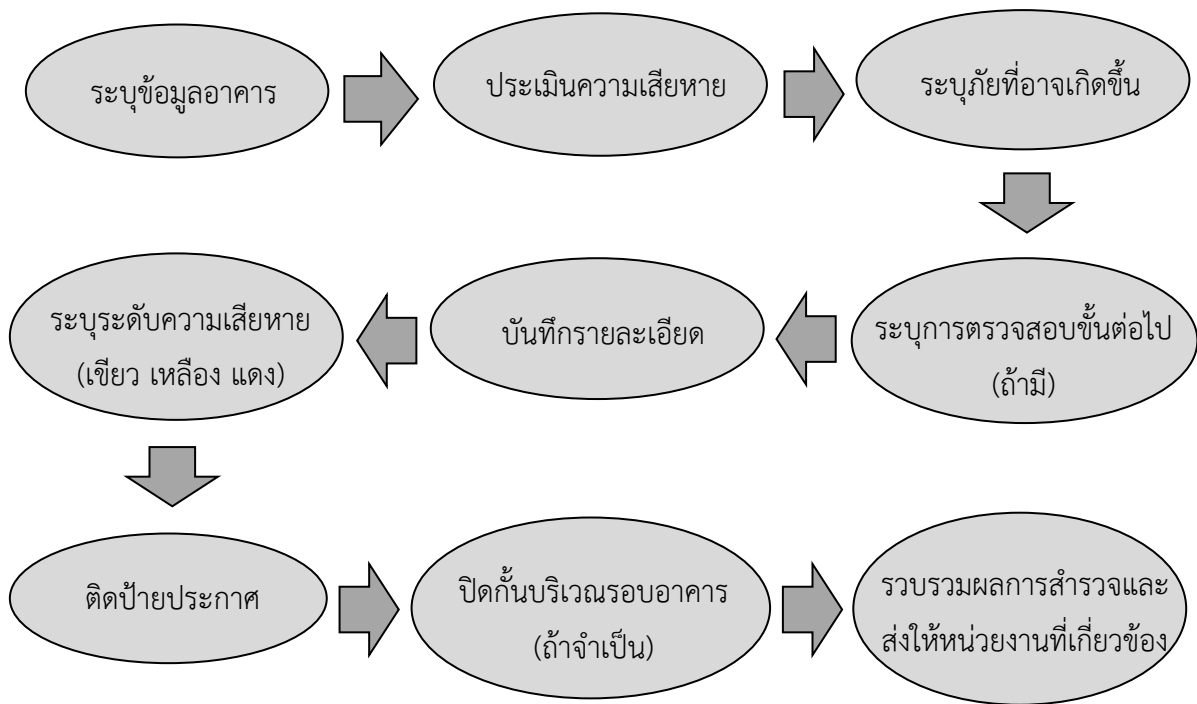 ระบุข้อมูลอาคาร
ประเมินความเสียหาย
ระบุภัยที่อาจเกิดขึ้น
ระบุการตรวจสอบขั้นต่อไป
(ถ้ามี)
บันทึกรายละเอียด
ระบุระดับความเสียหาย
(เขียว เหลือง แดง)
ติดป้ายประกาศ
ปิดกั้นบริเวณรอบอาคาร
(ถ้าจำเป็น)
รวบรวมผลการสำรวจและ
ส่งให้หน่วยงานที่เกี่ยวข้อง